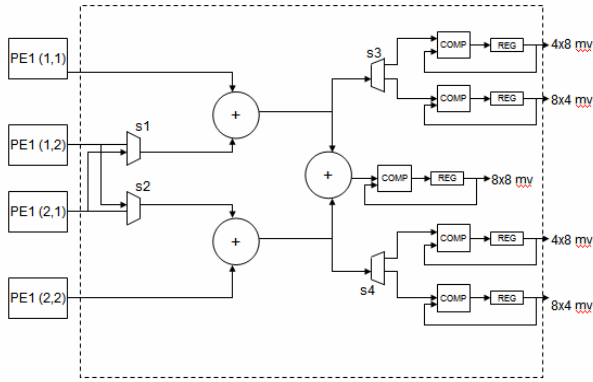 s3
COMP
REG
4x8 mv
PE1 (1,1)
COMP
REG
8x4 mv
+
s1
PE1 (1,2)
+
COMP
REG
8x8 mv
s2
PE1 (2,1)
+
COMP
REG
4x8 mv
s4
PE1 (2,2)
COMP
REG
8x4 mv